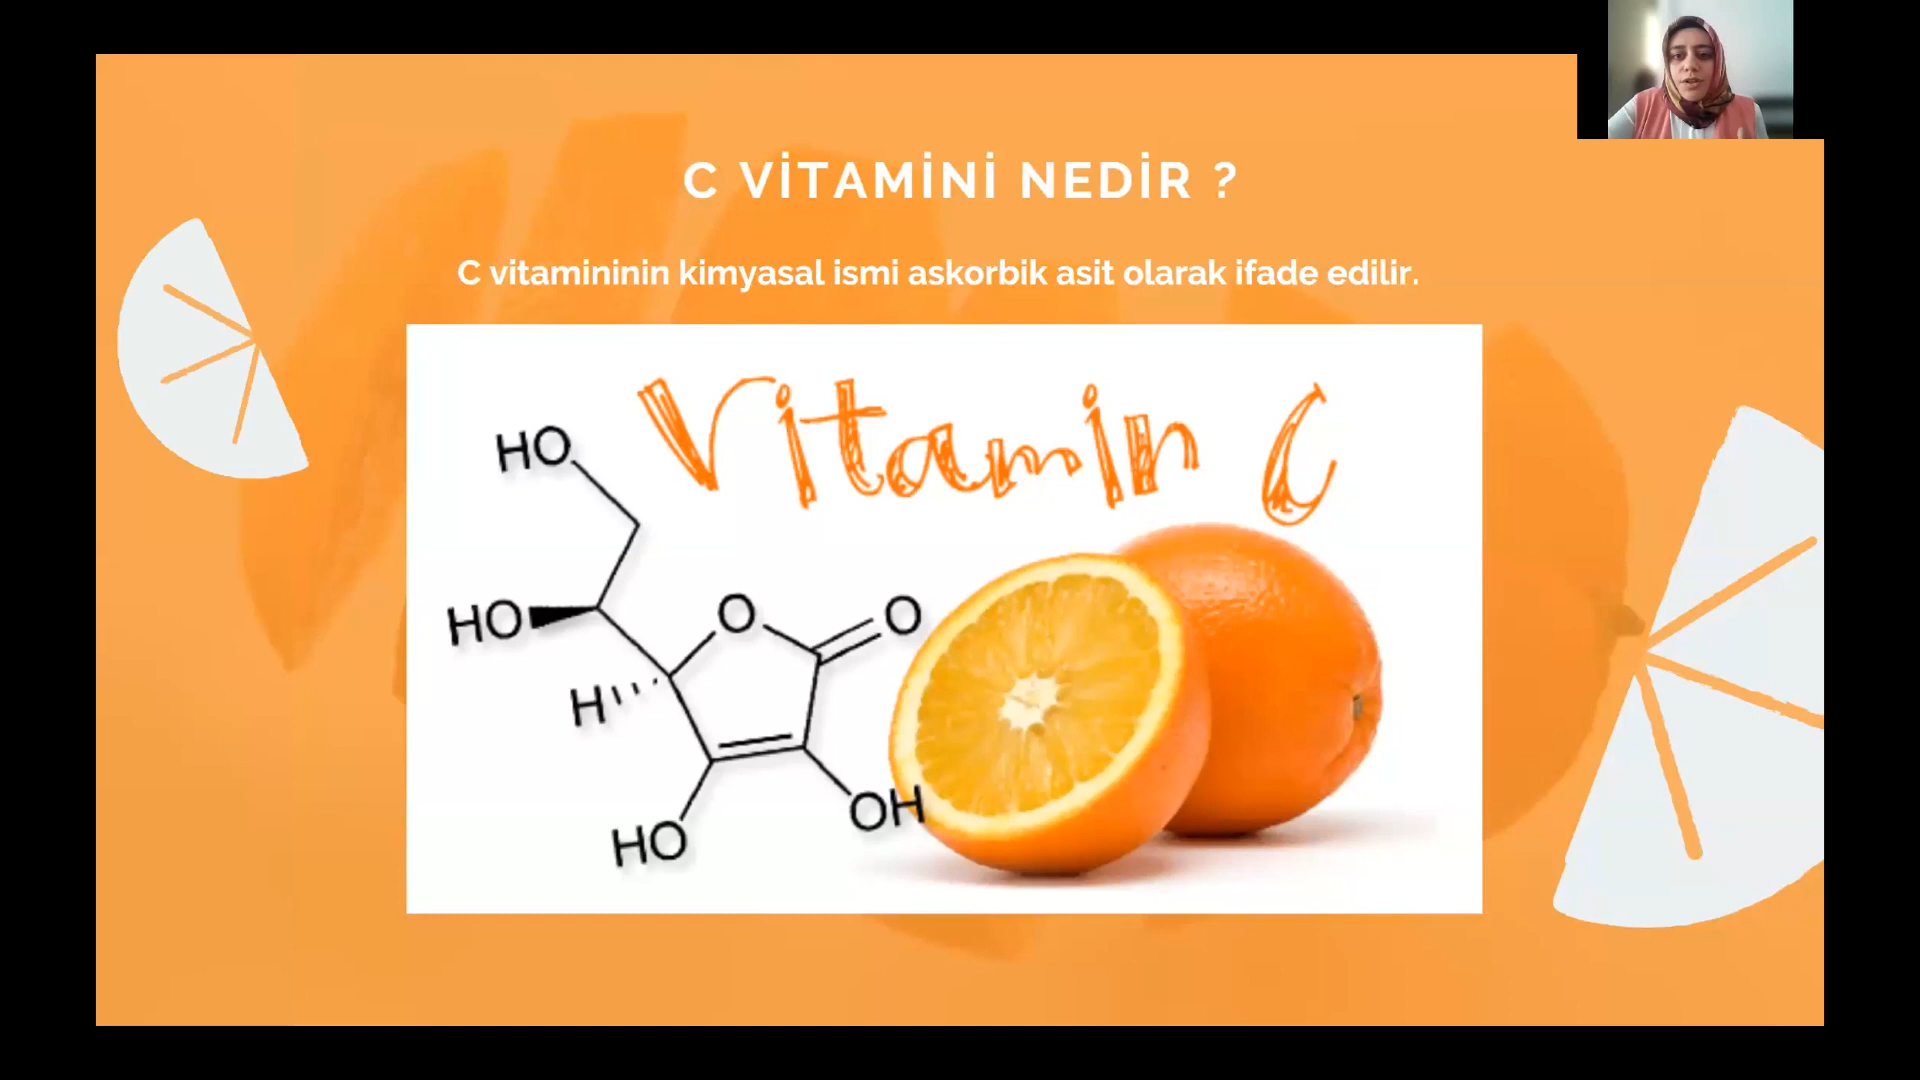 C VİTAMİNİ NEDİR ?
C vitamininin kimyasal ismi askorbik asit olarak ifade edilir.
Vitamin C
HO
HO
O
O
H
HO
OH